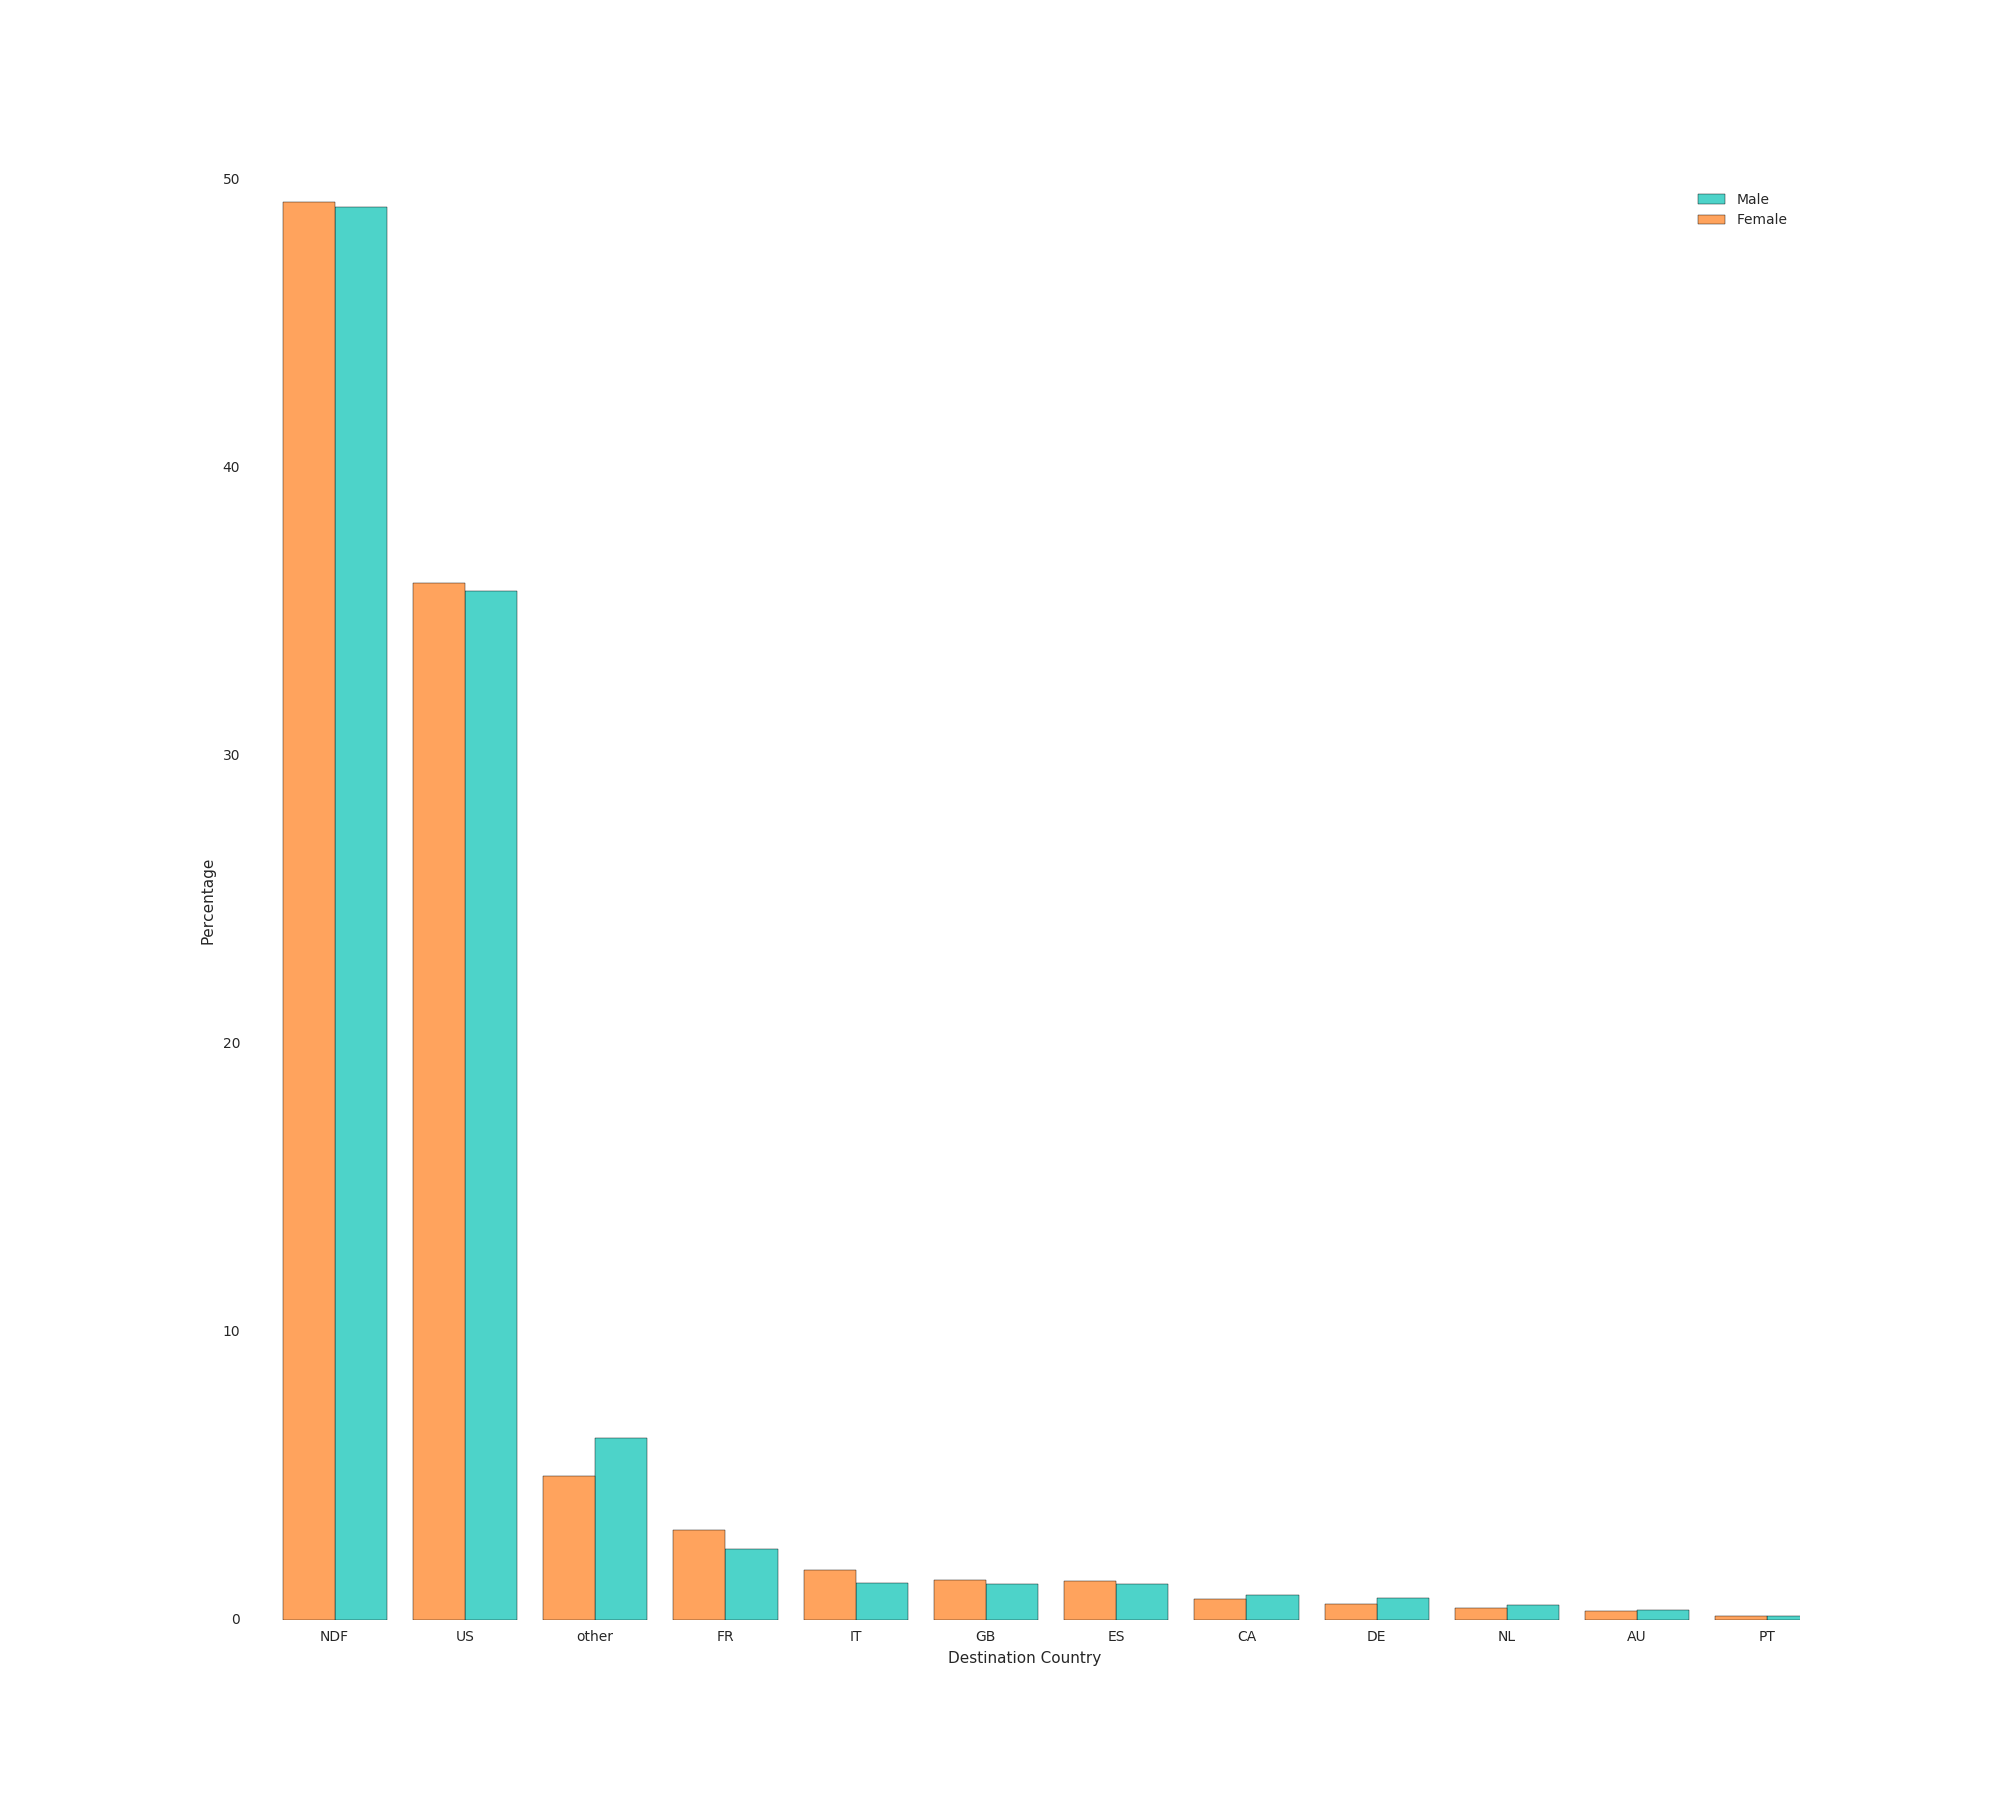 50
40
30
20
10
0
Percentage
Male
Female
NDF US other FR IT GB ES CA DE NL AU PT
Destination Country